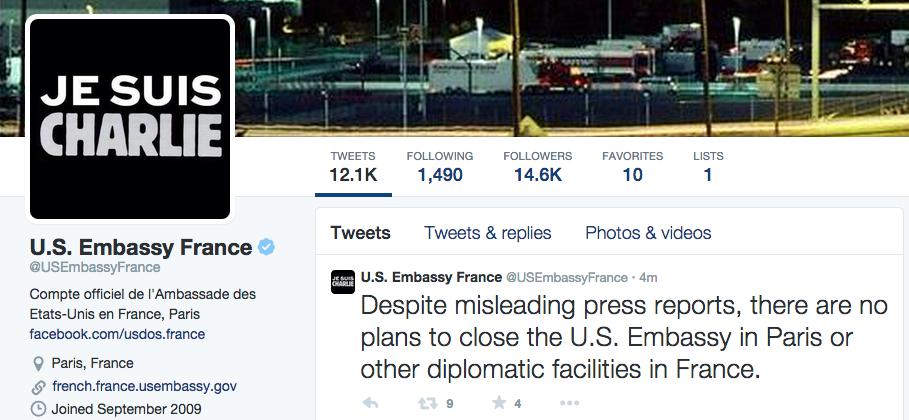 JE SUIS
CHARLIE
TWEETS
12.1K
FOLLOWING
1,490
FOLLOWERS
14.6K
FAVORITES
10
LISTS
1
U.S. Embassy France
@USEmbassyFrance
Compte officiel de l'Ambassade des
Etats-Unis en France, Paris
facebook.com/usdos.france
Paris, France
french.france.usembassy.gov
Joined September 2009
Tweets Tweets & replies Photos & videos
JE SUIS
CHARLIE
U.S. Embassy France @USEmbassyFrance · 4m
Despite misleading press reports, there are no
plans to close the U.S. Embassy in Paris or
other diplomatic facilities in France.
9 4